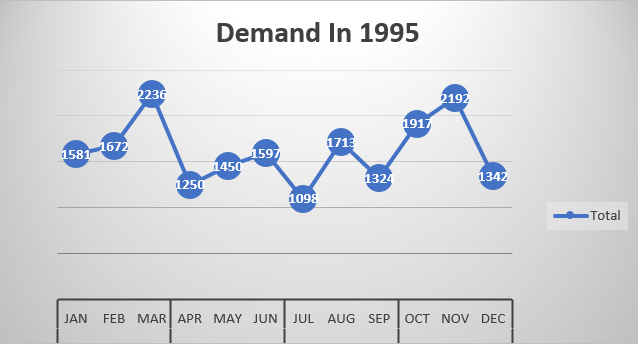 Demand In 1995
1581 1672 2236 1250 1450 1597 1098 1713 1324 1917 2192 1342
Total
JAN FEB MAR APR MAY JUN JUL AUG SEP OCT NOV DEC